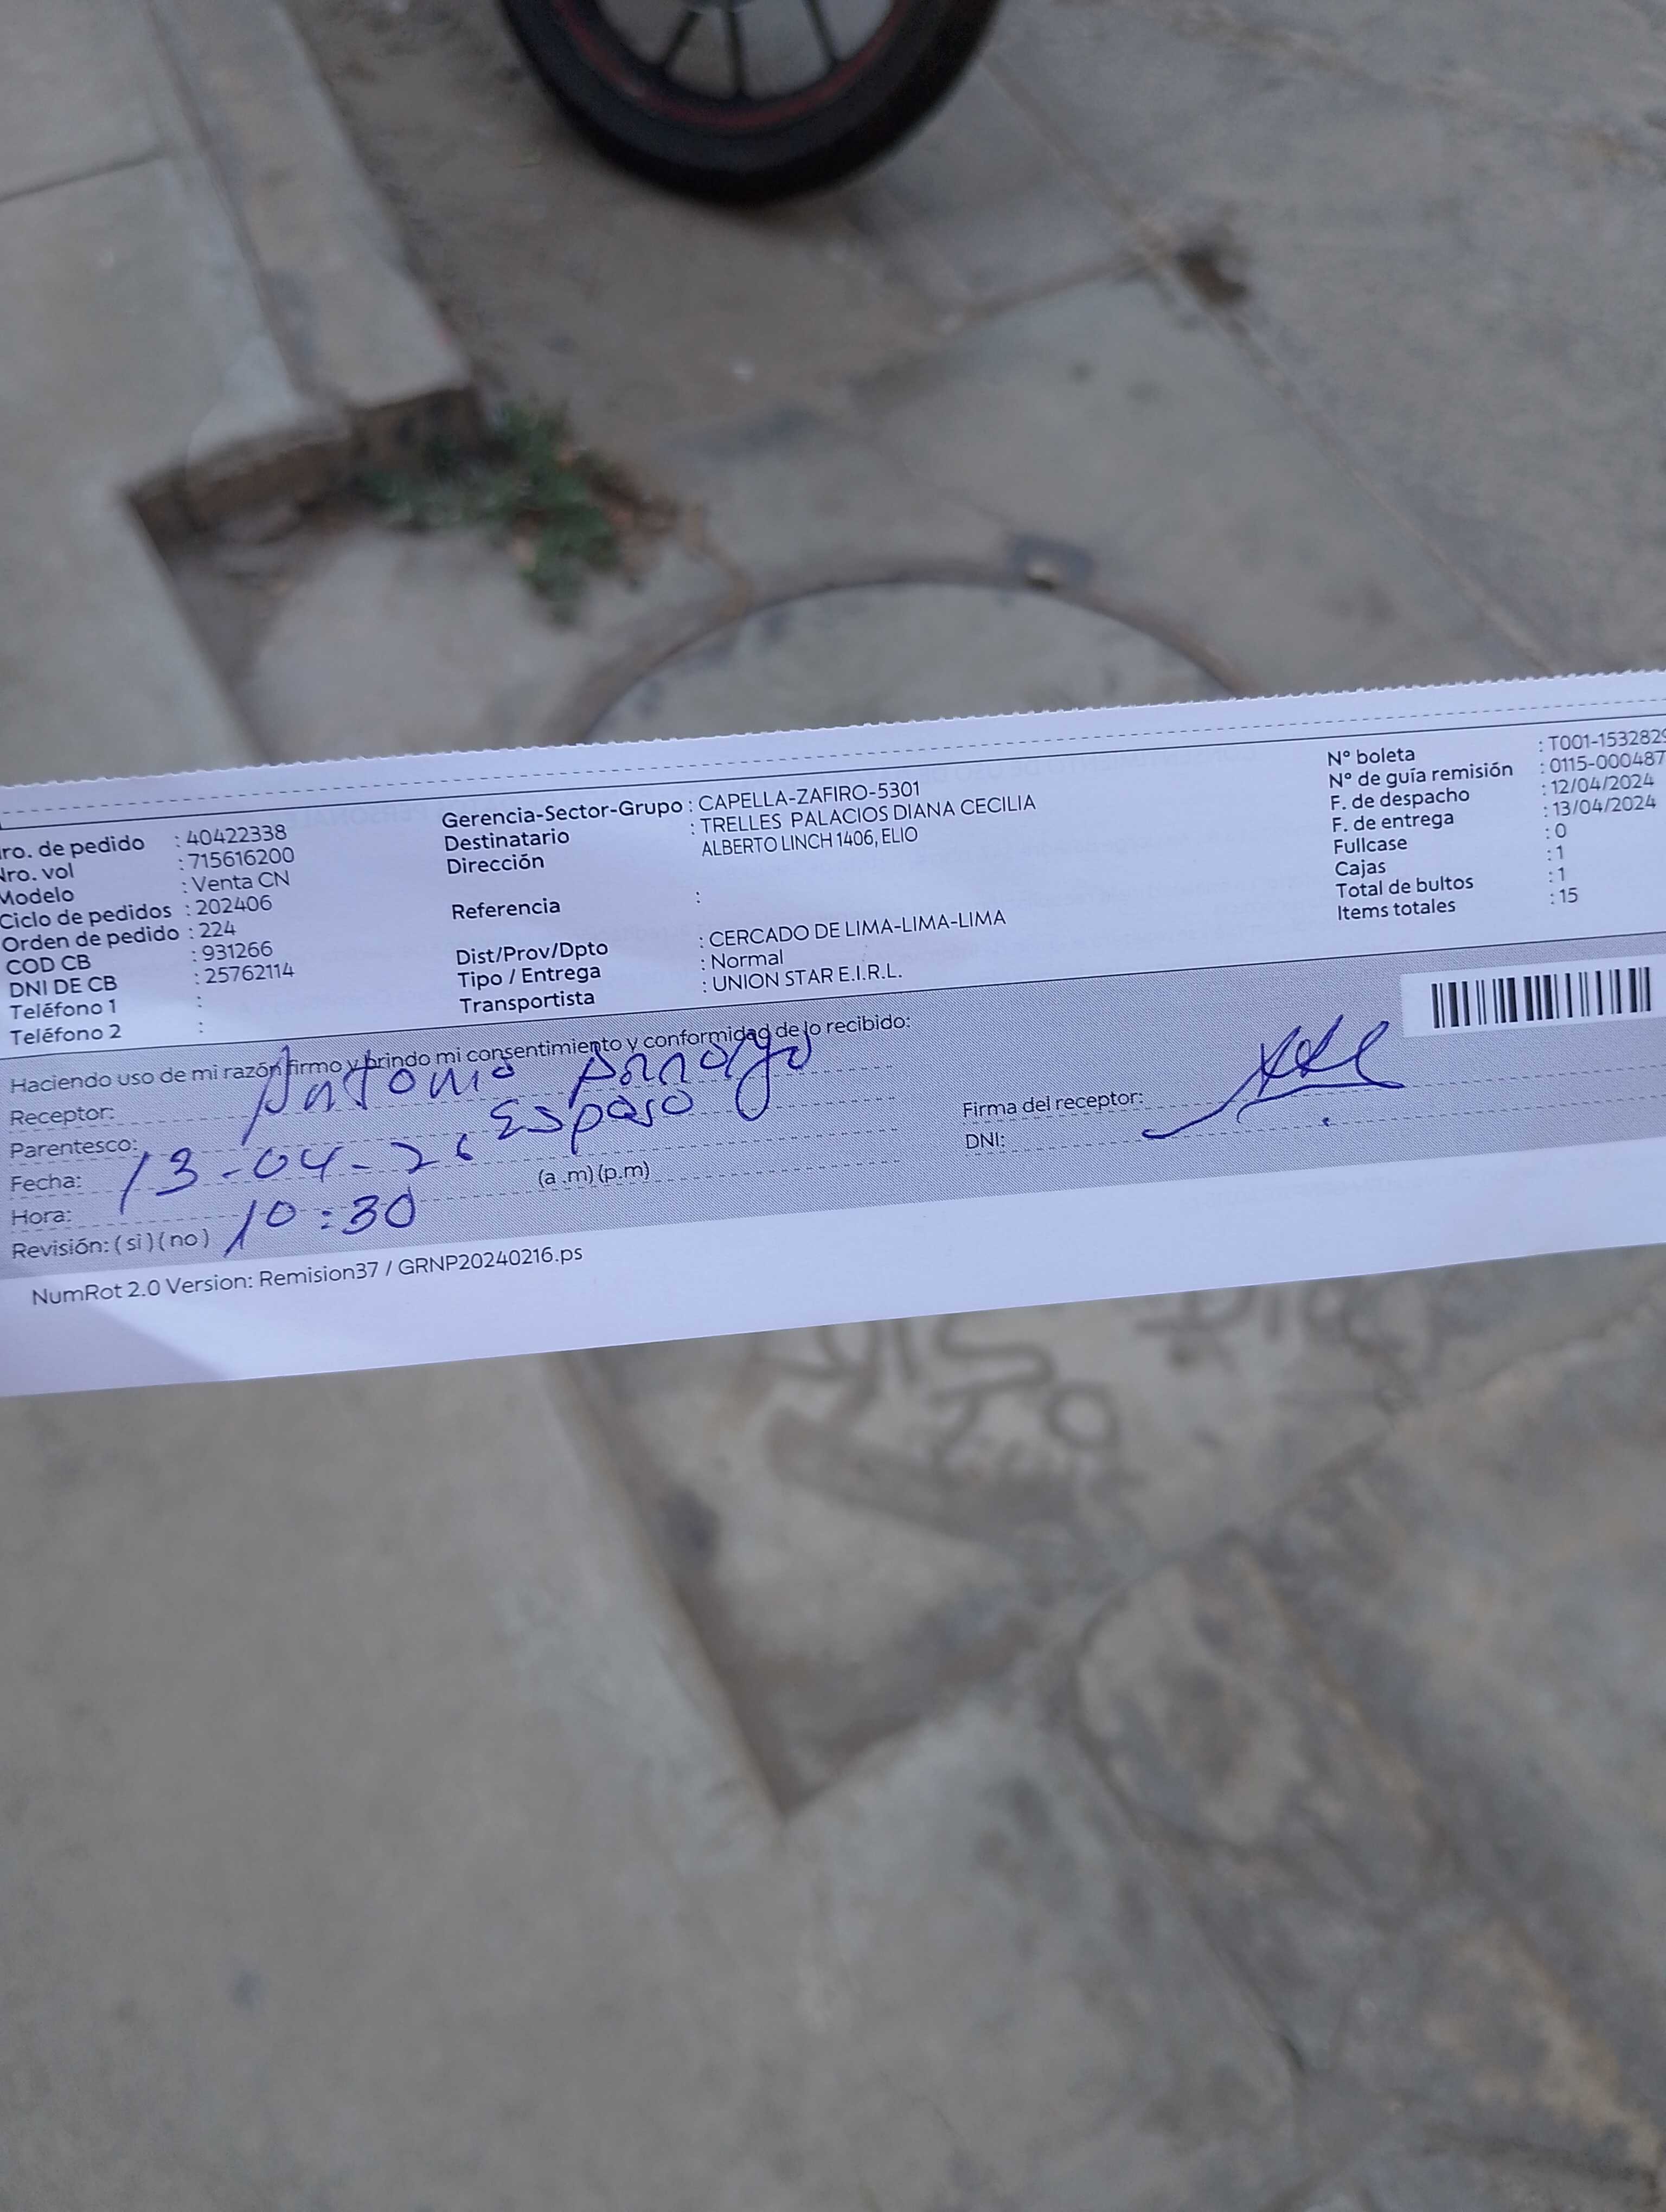 ro. de pedido : 40422338
Nro. vol : 715616200
Modelo : Venta CN
Ciclo de pedidos : 202406
Orden de pedido : 224
COD CB : 931266
DNI DE CB : 25762114
Teléfono 1 :
Teléfono 2 :
Gerencia-Sector-Grupo : CAPELLA-ZAFIRO-5301
Destinatario : TRELLES PALACIOS DIANA CECILIA
Dirección ALBERTO LINCH 1406, ELIO
Referencia :
Dist/Prov/Dpto : CERCADO DE LIMA-LIMA-LIMA
Tipo / Entrega : Normal
Transportista : UNION STAR E.I.R.L.
N° boleta : T001-1532829
N° de guía remisión : 0115-000487
F. de despacho : 12/04/2024
F. de entrega : 13/04/2024
Fullcase : 0
Cajas : 1
Total de bultos : 1
Items totales : 15
Haciendo uso de mi razón firmo y brindo mi consentimiento y conformidad de lo recibido:
Receptor: Antonio
Parentesco: Esposo
Fecha: 13-04-
Hora: 10:30 (a .m) (p.m)
Revisión: ( si ) ( no )
Firma del receptor:
DNI:
NumRot 2.0 Version: Remision37 / GRNP20240216.ps